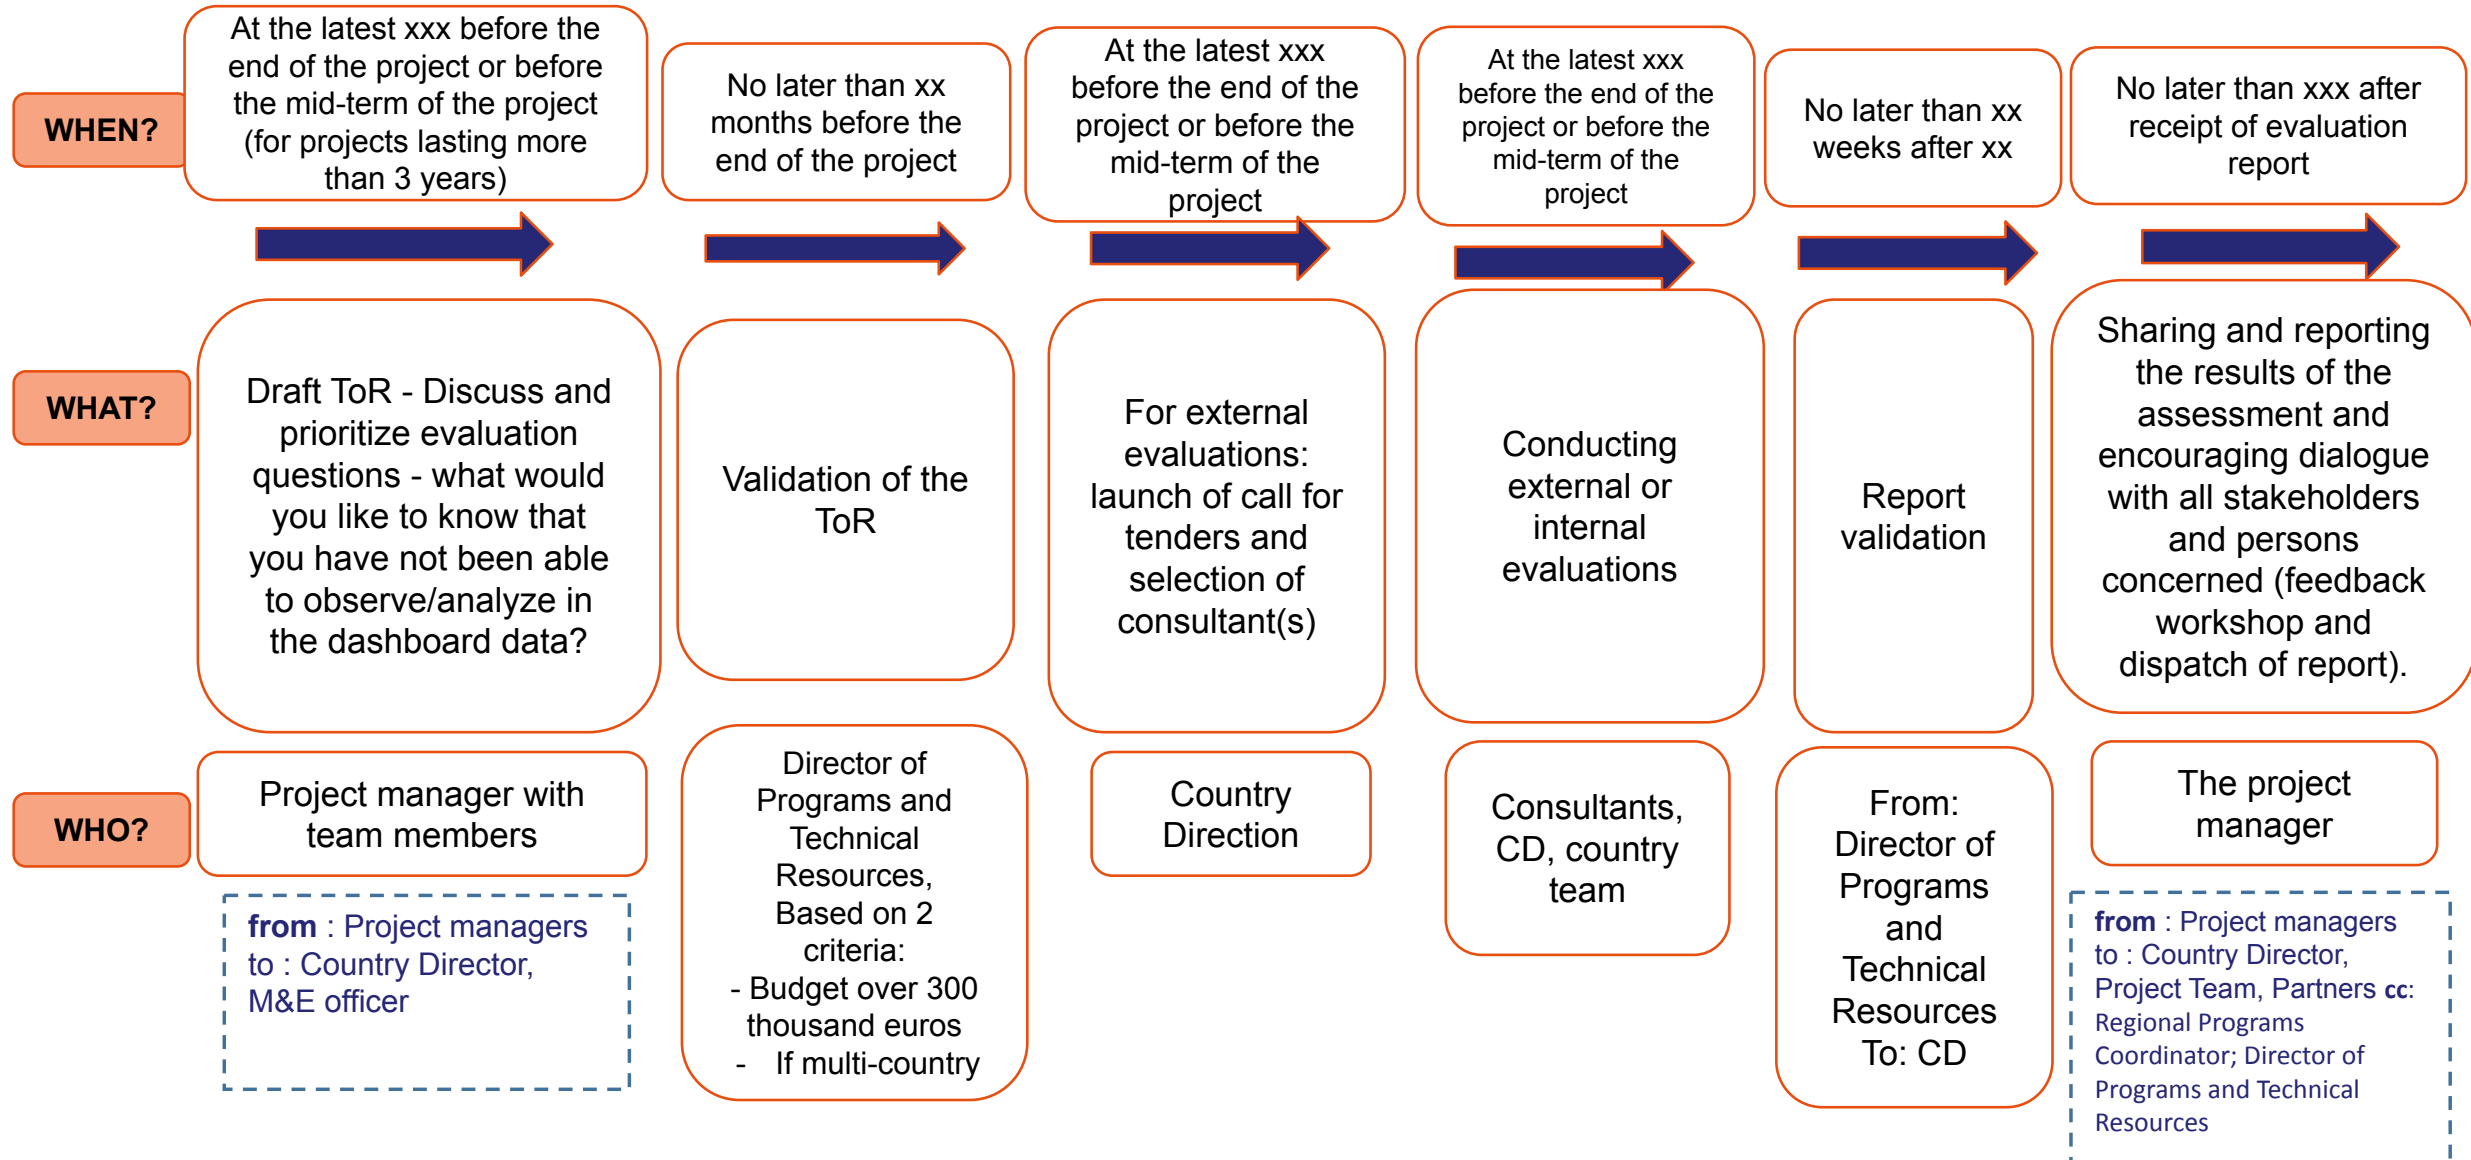 WHEN?
At the latest xxx before the
end of the project or before
the mid-term of the project
(for projects lasting more
than 3 years)
No later than xx
months before the
end of the project
At the latest xxx
before the end of the
project or before the
mid-term of the
project
At the latest xxx
before the end of the
project or before the
mid-term of the
project
No later than xx
weeks after xx
No later than xxx after
receipt of evaluation
report
WHAT?
Draft ToR - Discuss and
prioritize evaluation
questions - what would
you like to know that
you have not been able
to observe/analyze in
the dashboard data?
Validation of the
ToR
For external
evaluations:
launch of call for
tenders and
selection of
consultant(s)
Conducting
external or
internal
evaluations
Report
validation
Sharing and reporting
the results of the
assessment and
encouraging dialogue
with all stakeholders
and persons
concerned (feedback
workshop and
dispatch of report).
WHO?
Project manager with
team members
from : Project managers
to : Country Director,
M&E officer
Director of
Programs and
Technical
Resources,
Based on 2
criteria:
- Budget over 300
thousand euros
- If multi-country
Country
Direction
Consultants,
CD, country
team
From:
Director of
Programs
and
Technical
Resources
To: CD
The project
manager
from : Project managers
to : Country Director,
Project Team, Partners cc:
Regional Programs
Coordinator; Director of
Programs and Technical
Resources